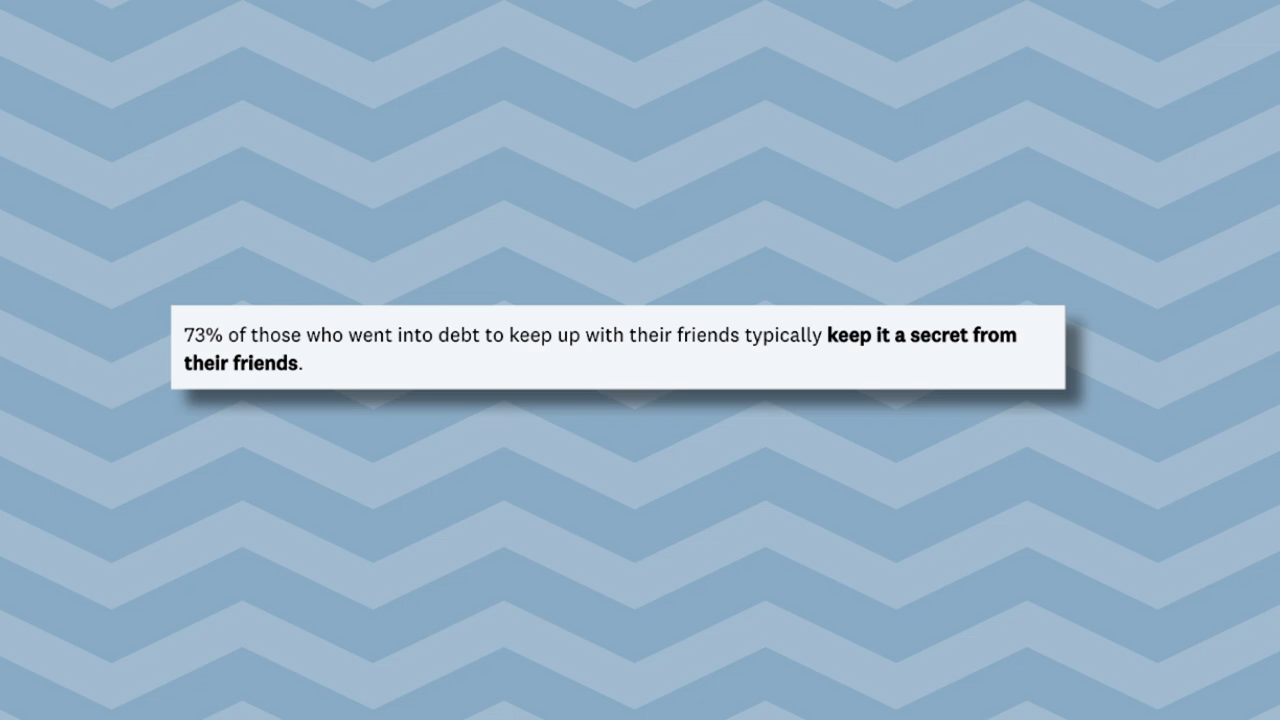 73% of those who went into debt to keep up with their friends typically keep it a secret from
their friends.